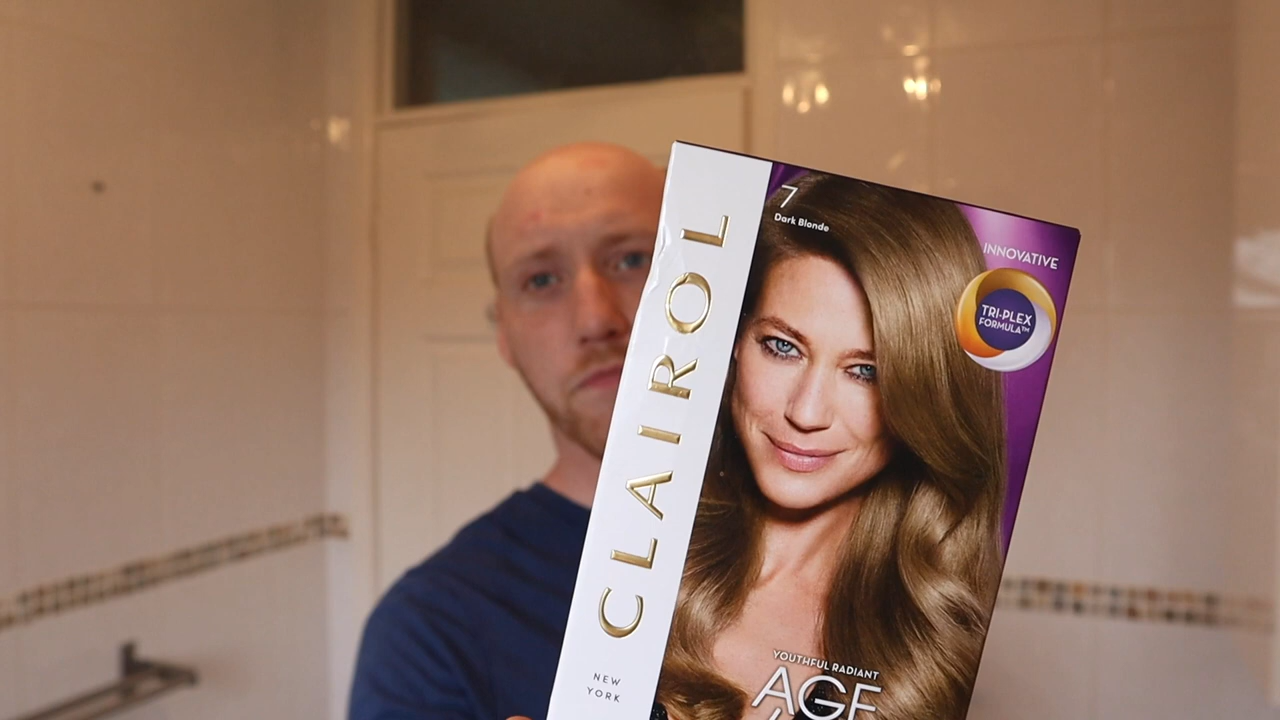 CLAIROL
NEW
YORK
7
Dark Blonde
INNOVATIVE
TRI-PLEX
FORMULA™
YOUTHFUL RADIANT
AGE